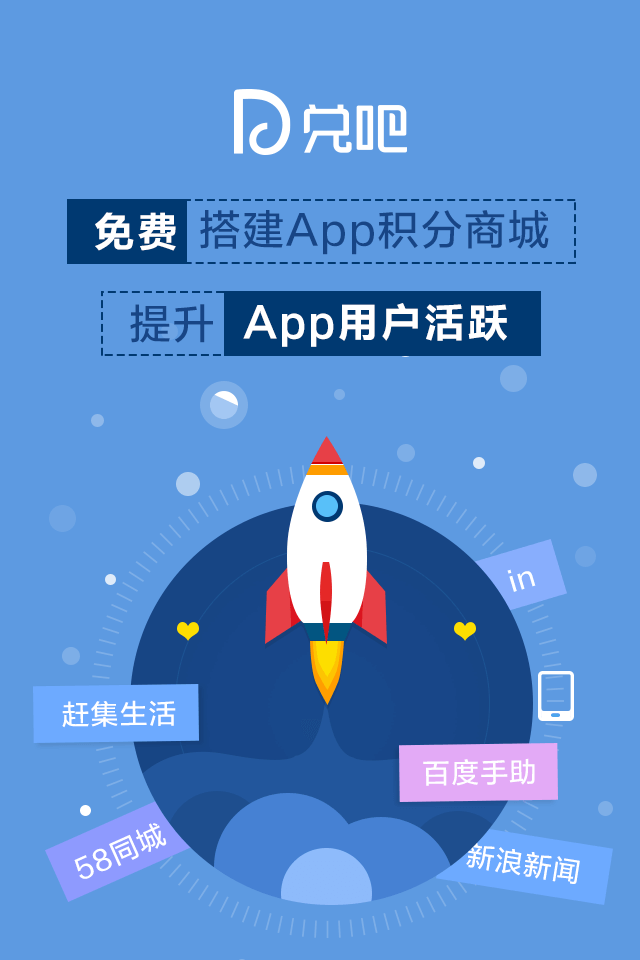 兑吧
免费 搭建App积分商城
提升 App用户活跃
in
赶集生活
百度手助
58同城
新浪新闻